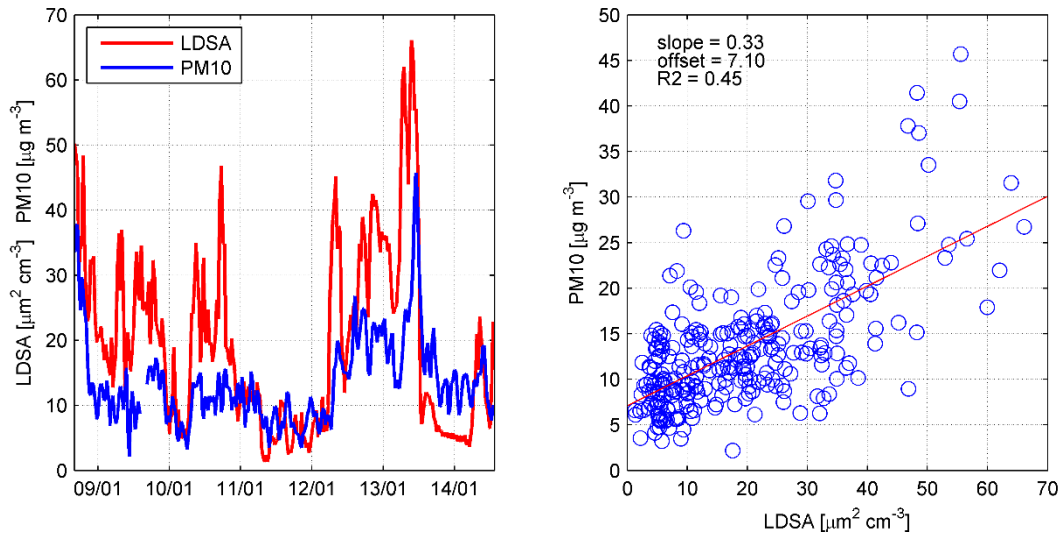 LDSA [μm² cm⁻³] PM10 [μg m⁻³]
70
60
50
40
30
20
10
0
LDSA
PM10
09/01 10/01 11/01 12/01 13/01 14/01
PM10 [μg m⁻³]
50
45
40
35
30
25
20
15
10
5
0
slope = 0.33
offset = 7.10
R2 = 0.45
0 10 20 30 40 50 60 70
LDSA [μm² cm⁻³]